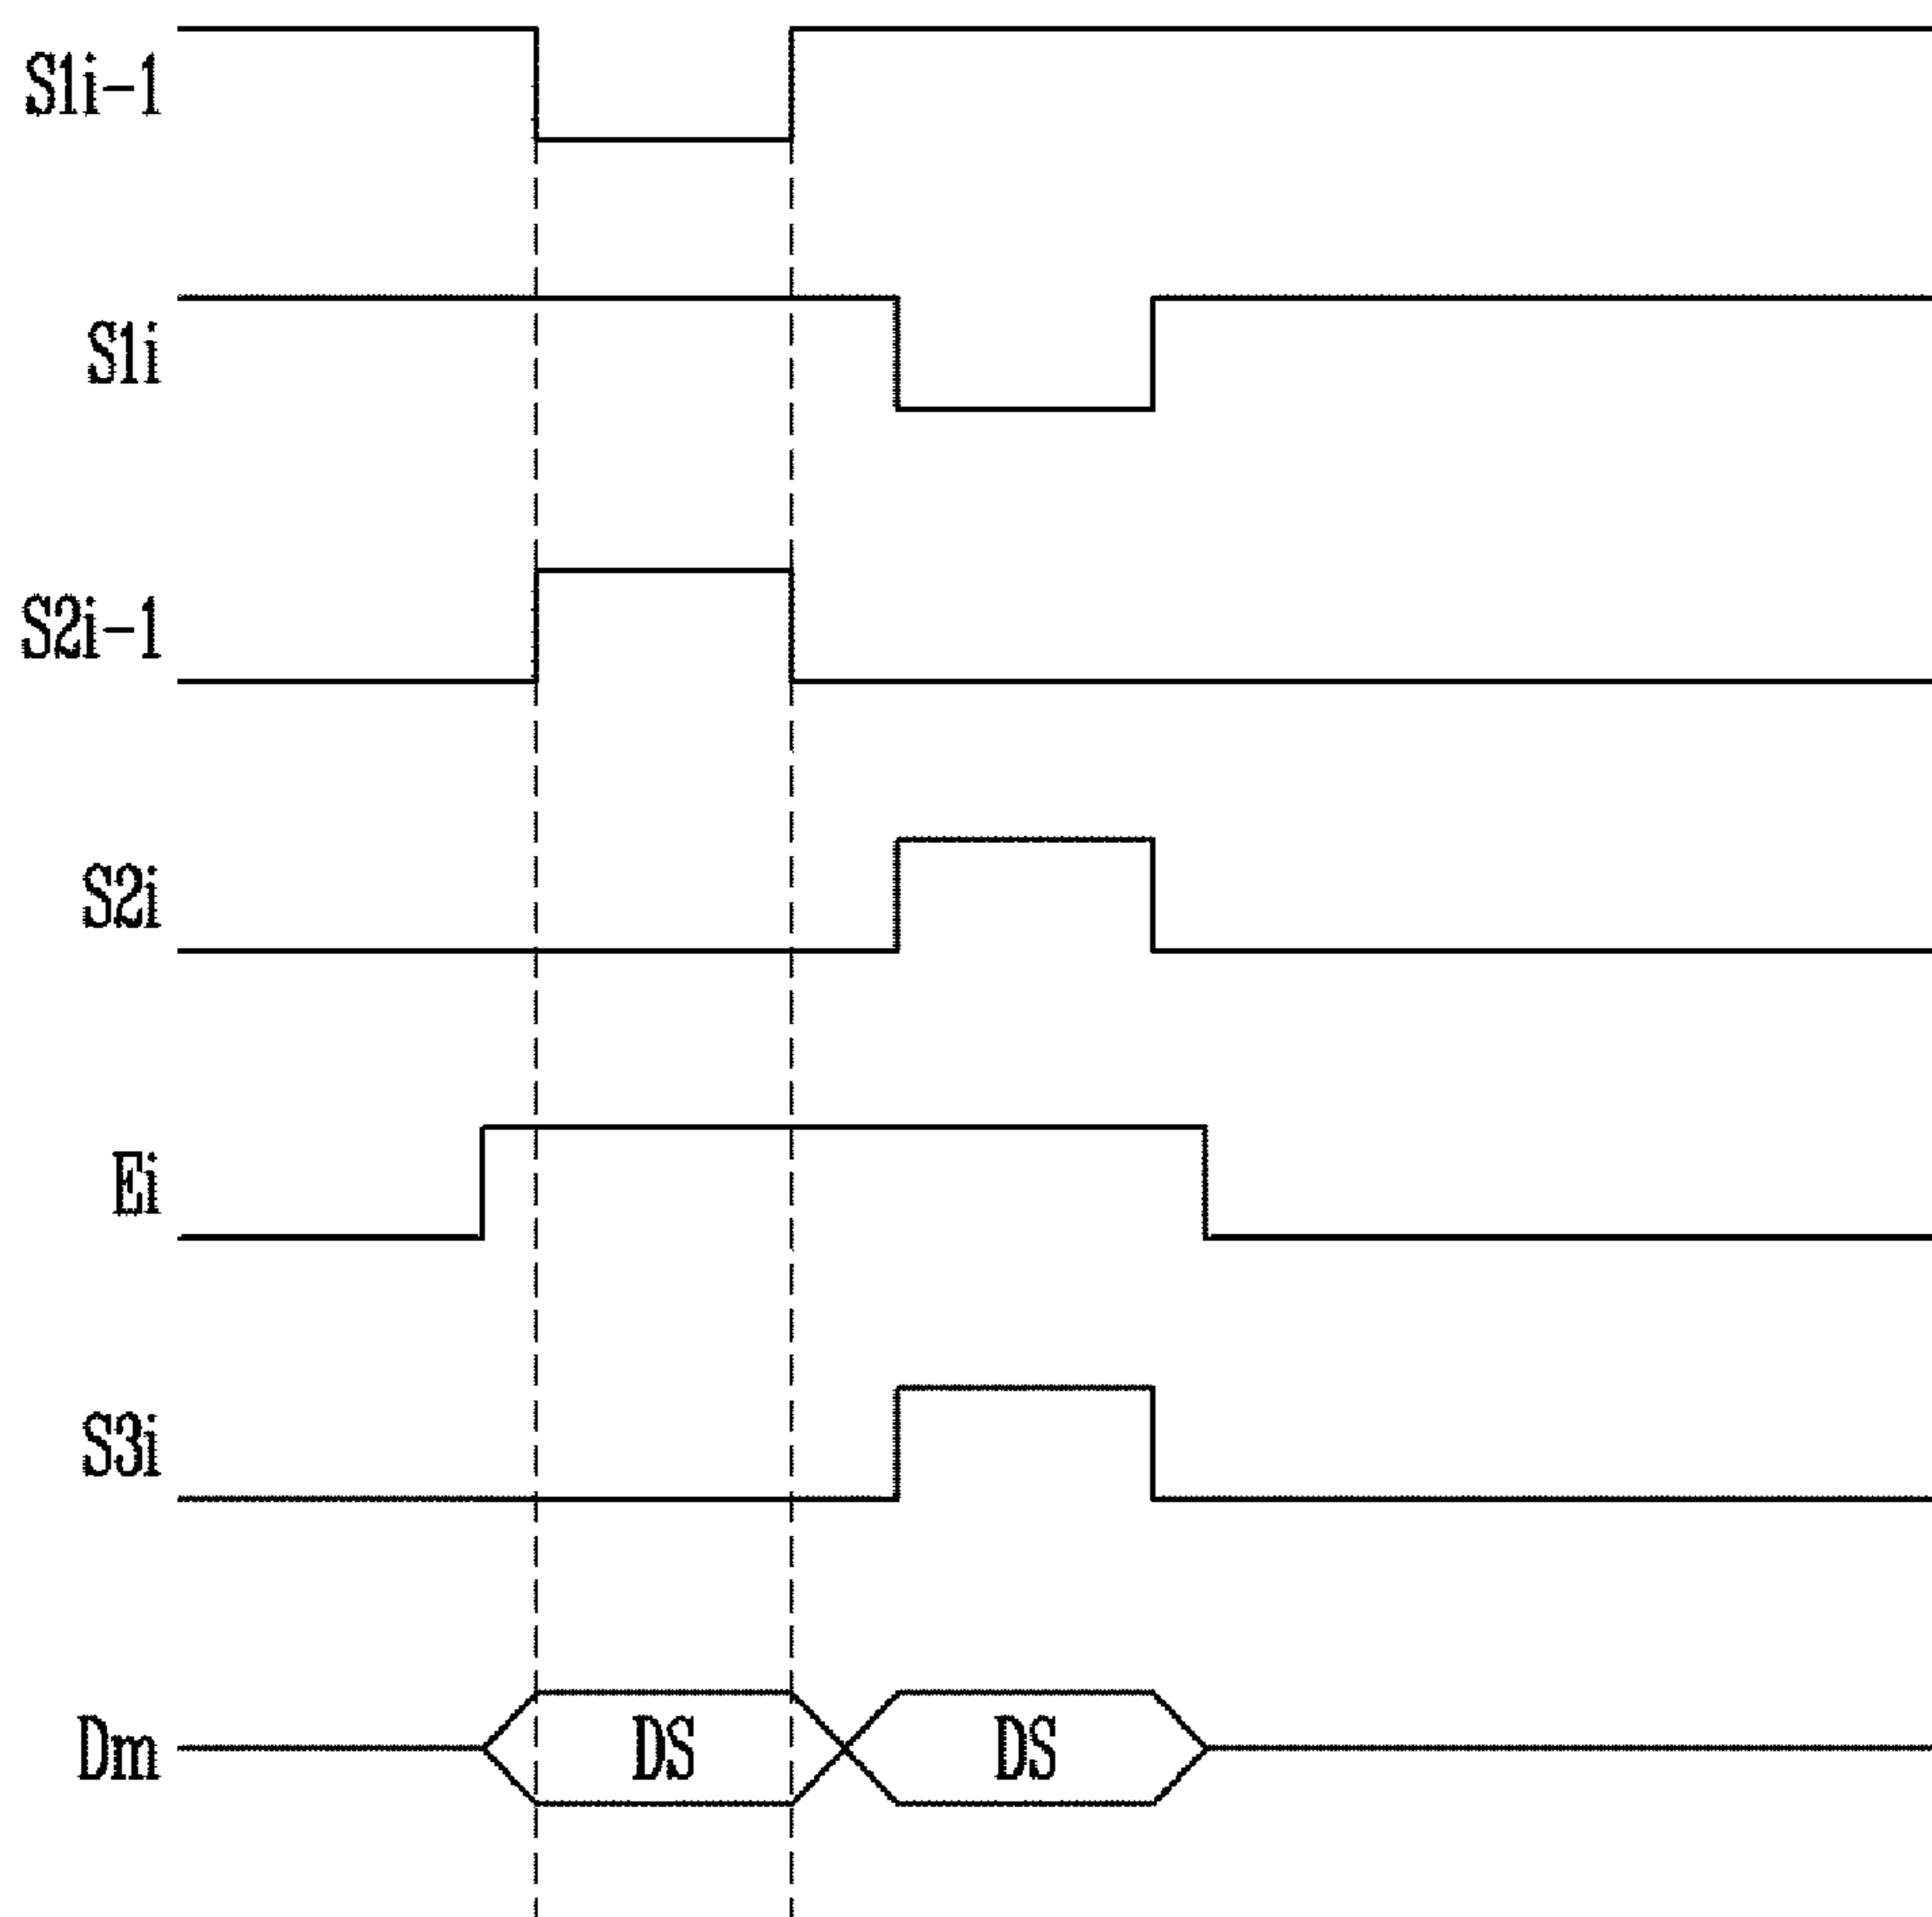 S1i-1
S1i
S2i-1
S2i
Ei
S3i
Dm DS DS